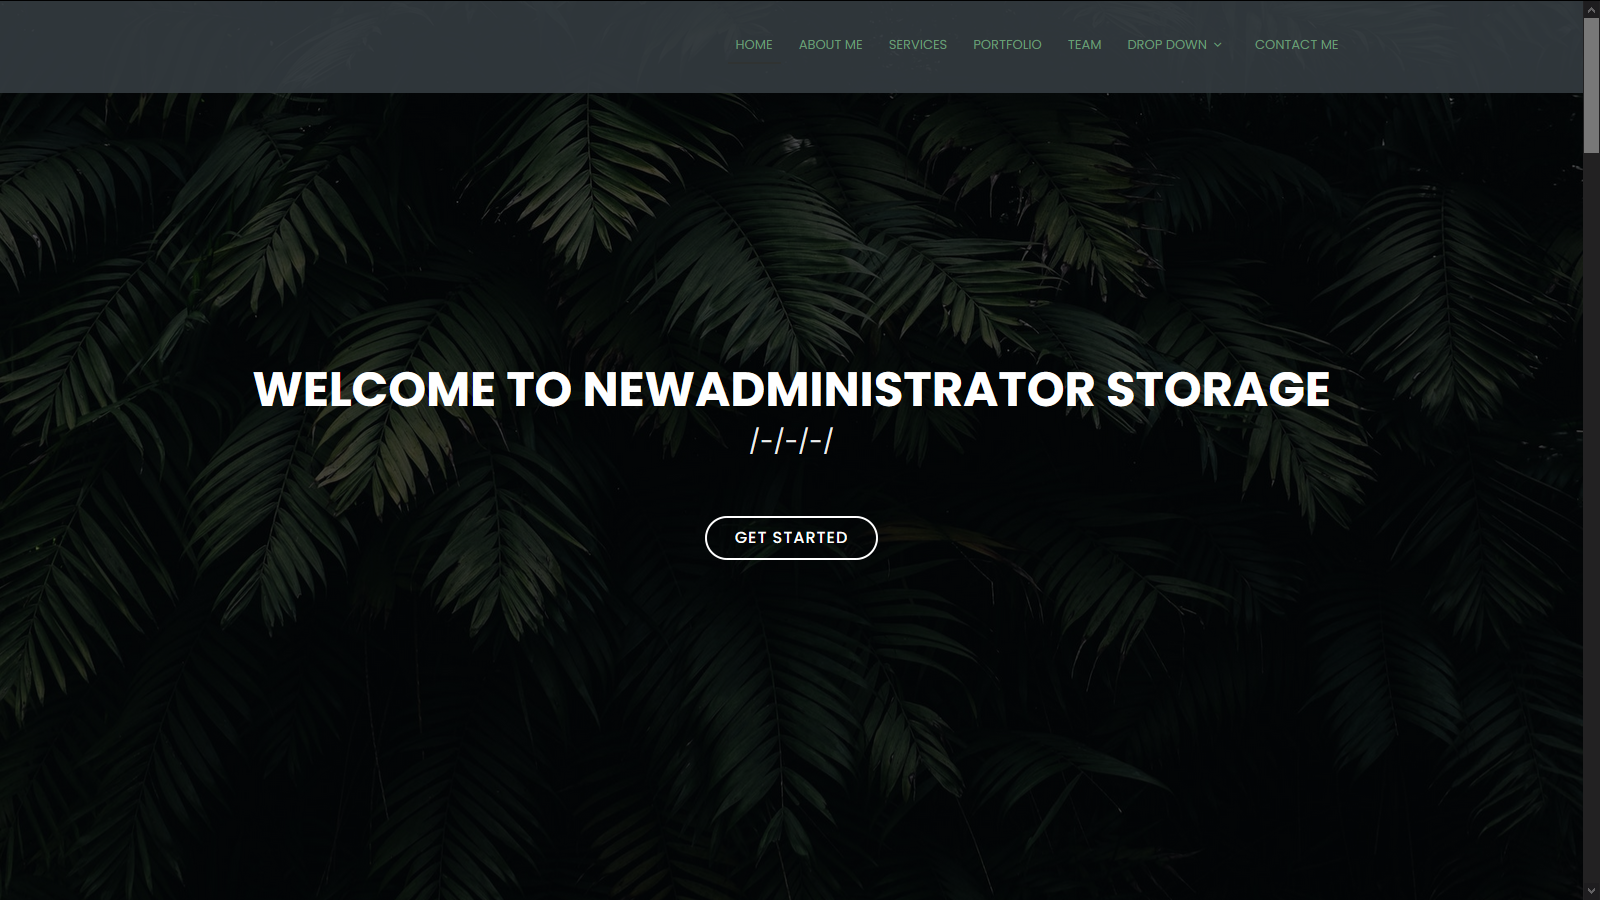 HOME ABOUT ME SERVICES PORTFOLIO TEAM DROP DOWN CONTACT ME
WELCOME TO NEWADMINISTRATOR STORAGE
/-/-/-/
GET STARTED